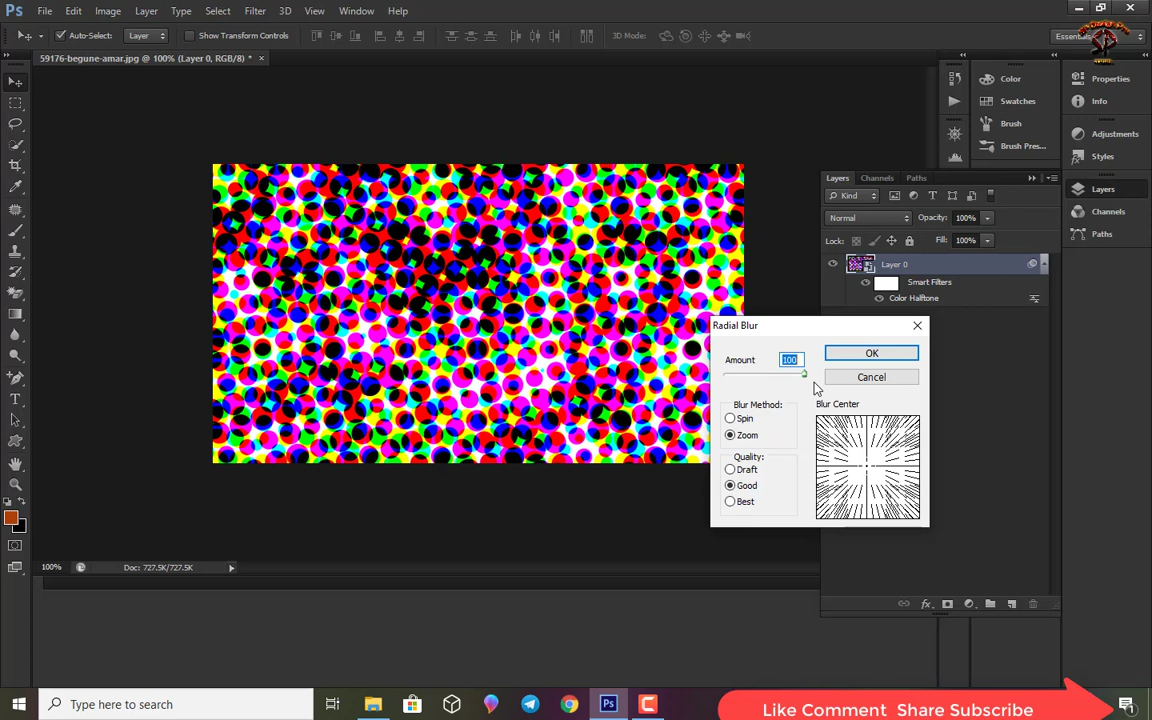 Ps File Edit Image Layer Type Select Filter 3D View Window Help
Auto-Select: Layer Show Transform Controls 3D Mode:
59176-begune-amar.jpg @ 100% (Layer 0, RGB/8) *
Color
Swatches
Brush
Brush Pres...
Properties
Info
Adjustments
Styles
Layers
Channels
Paths
Layers Channels Paths
Kind
Normal Opacity: 100%
Lock: Fill: 100%
Layer 0
Smart Filters
Color Halftone
Radial Blur
Amount 100
OK
Cancel
Blur Method:
Spin
Zoom
Quality:
Draft
Good
Best
Blur Center
100% Doc: 727.5K/727.5K
Type here to search
Ps
Like Comment Share Subscribe
1